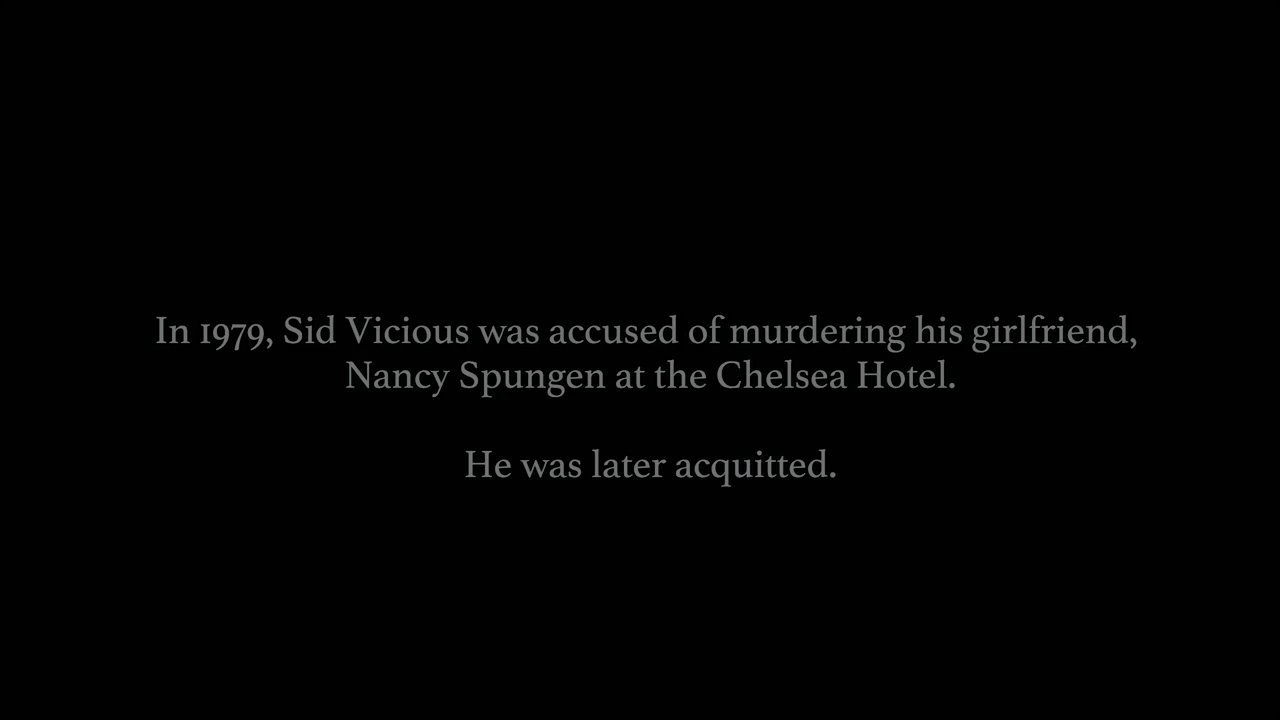 In 1979, Sid Vicious was accused of murdering his girlfriend,
Nancy Spungen at the Chelsea Hotel.
He was later acquitted.